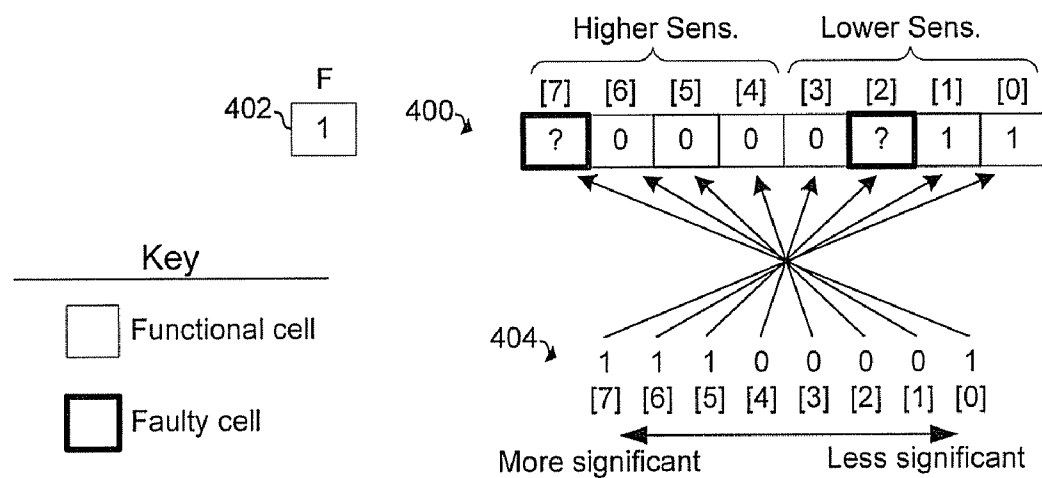 Higher Sens. Lower Sens.
F [7] [6] [5] [4] [3] [2] [1] [0]
402 1 400 ? 0 0 0 0 ? 1 1
Key
Functional cell
404 1 1 1 0 0 0 0 1
Faulty cell [7] [6] [5] [4] [3] [2] [1] [0]
More significant Less significant